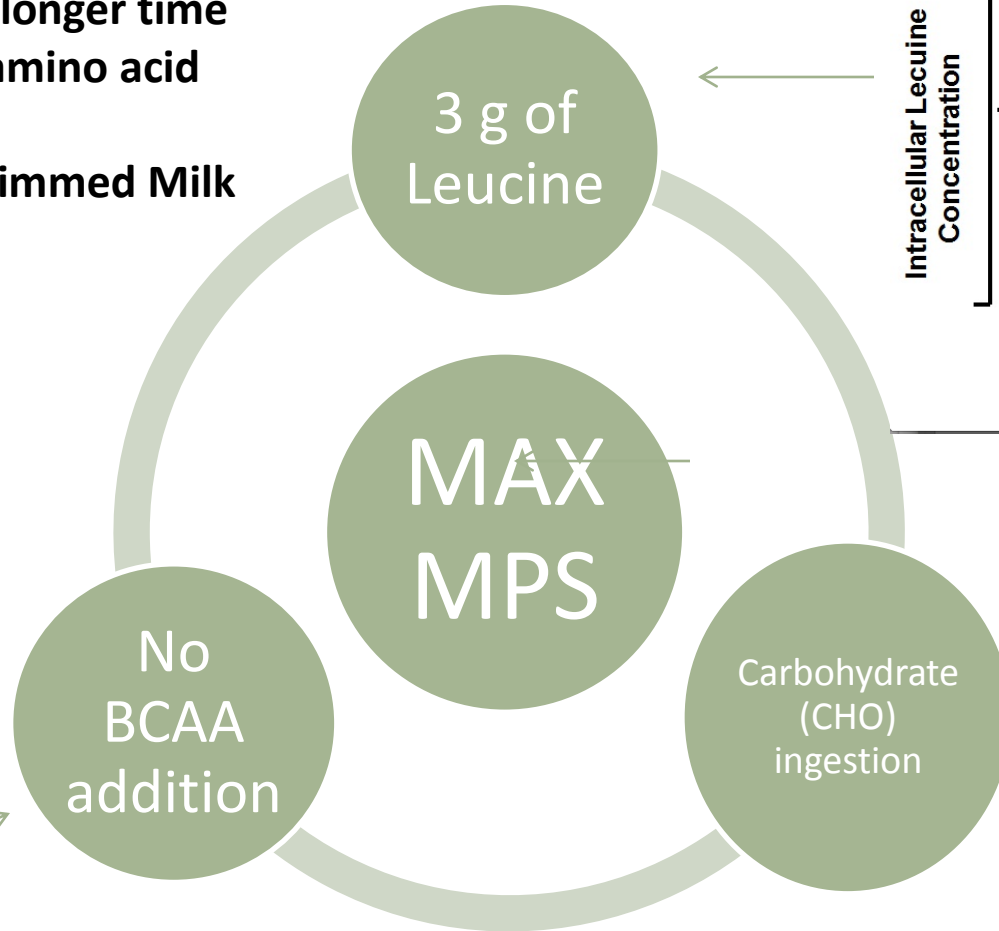 longer time
amino acid
immed Milk
3 g of
Leucine
Intracellular Lecuine
Concentration
MAX
MPS
No
BCAA
addition
Carbohydrate
(CHO)
ingestion